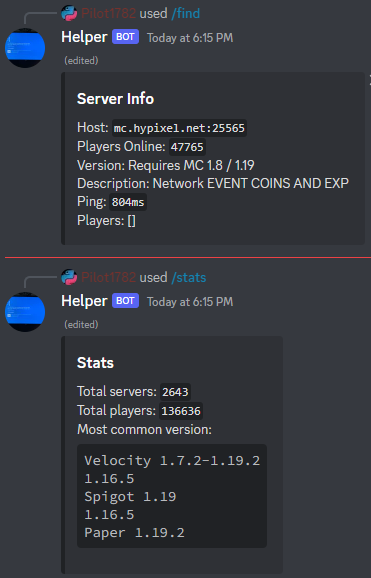 Pilot1782 used /find
Helper BOT Today at 6:15 PM
(edited)
Server Info
Host: mc.hypixel.net:25565
Players Online: 47765
Version: Requires MC 1.8 / 1.19
Description: Network EVENT COINS AND EXP
Ping: 804ms
Players: []
Pilot1782 used /stats
Helper BOT Today at 6:15 PM
(edited)
Stats
Total servers: 2643
Total players: 136636
Most common version:
Velocity 1.7.2-1.19.2
1.16.5
Spigot 1.19
1.16.5
Paper 1.19.2